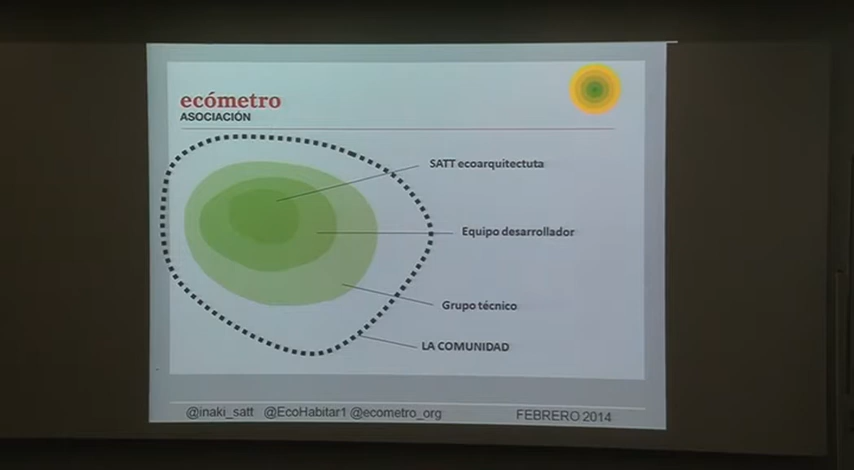 ecómetro
ASOCIACIÓN
SATT ecoarquitectuta
Equipo desarrollador
Grupo técnico
LA COMUNIDAD
@inaki_satt @EcoHabitar1 @ecometro_org
FEBRERO 2014